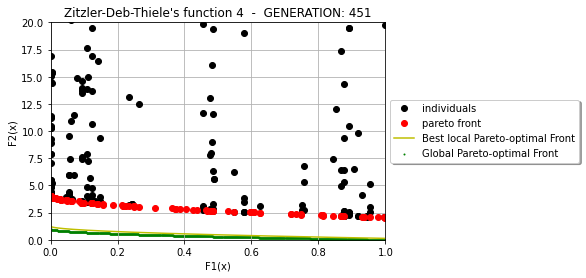 Zitzler-Deb-Thiele's function 4 - GENERATION: 451
20.0
17.5
15.0
12.5
10.0
7.5
5.0
2.5
0.0
F2(x)
0.0 0.2 0.4 0.6 0.8 1.0
F1(x)
individuals
pareto front
Best local Pareto-optimal Front
Global Pareto-optimal Front